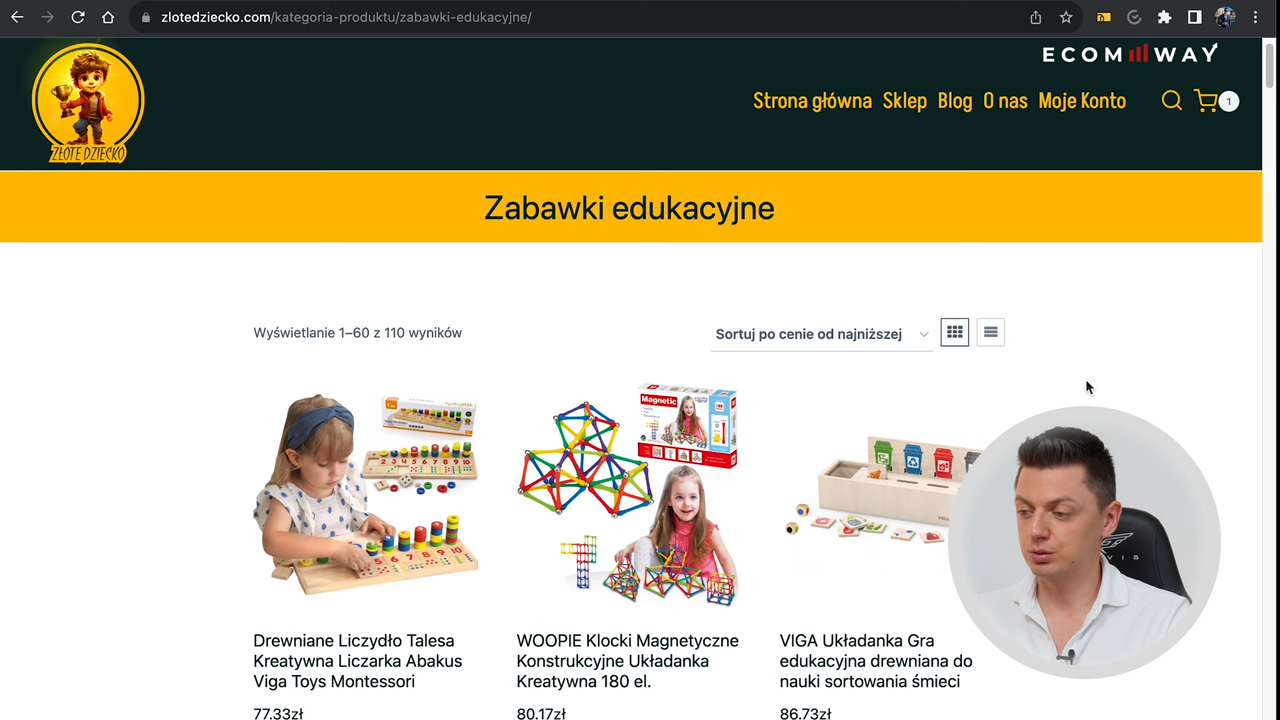 zlotedziecko.com/kategoria-produktu/zabawki-edukacyjne/
ECOM WAY
ZŁOTE DZIECKO
Strona główna Sklep Blog O nas Moje Konto
1
Zabawki edukacyjne
Wyświetlanie 1–60 z 110 wyników
Sortuj po cenie od najniższej
Magnetic
Drewniane Liczydło Talesa
Kreatywna Liczarka Abakus
Viga Toys Montessori
77.33zł
WOOPIE Klocki Magnetyczne
Konstrukcyjne Układanka
Kreatywna 180 el.
80.17zł
VIGA Układanka Gra
edukacyjna drewniana do
nauki sortowania śmieci
86.73zł